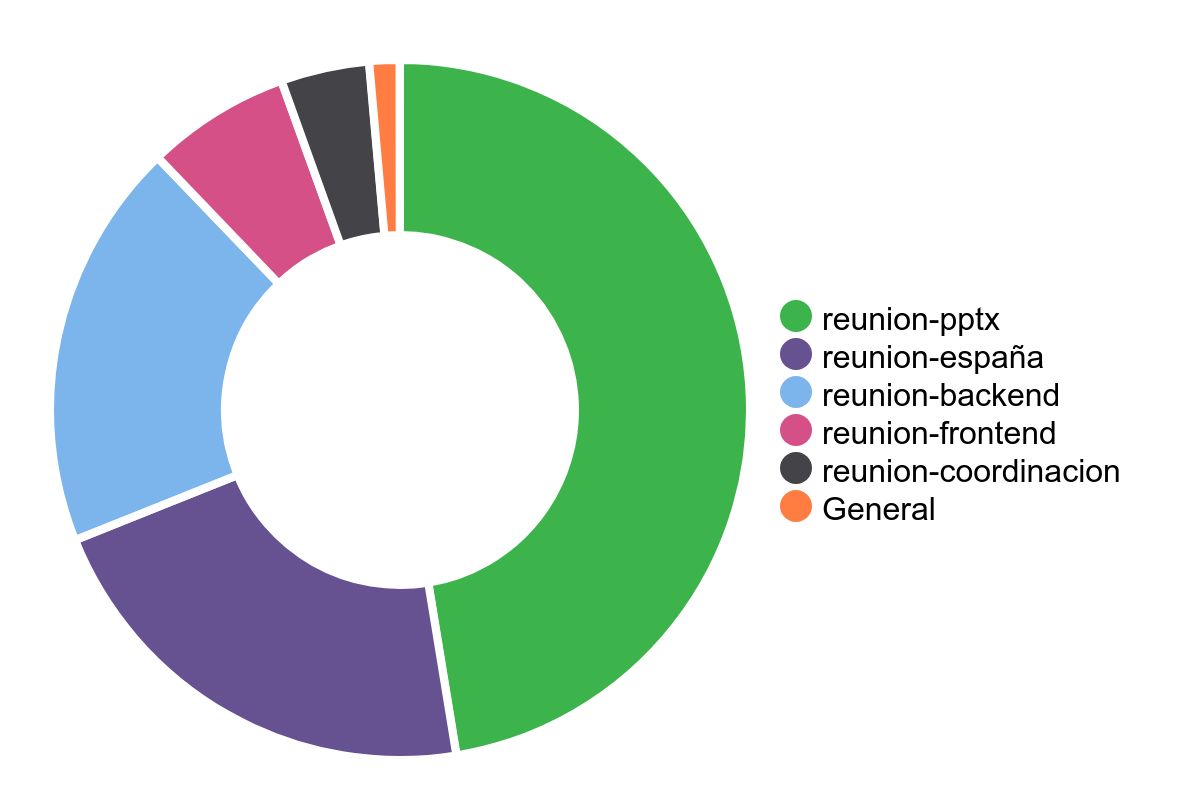 reunion-pptx
reunion-españa
reunion-backend
reunion-frontend
reunion-coordinacion
General